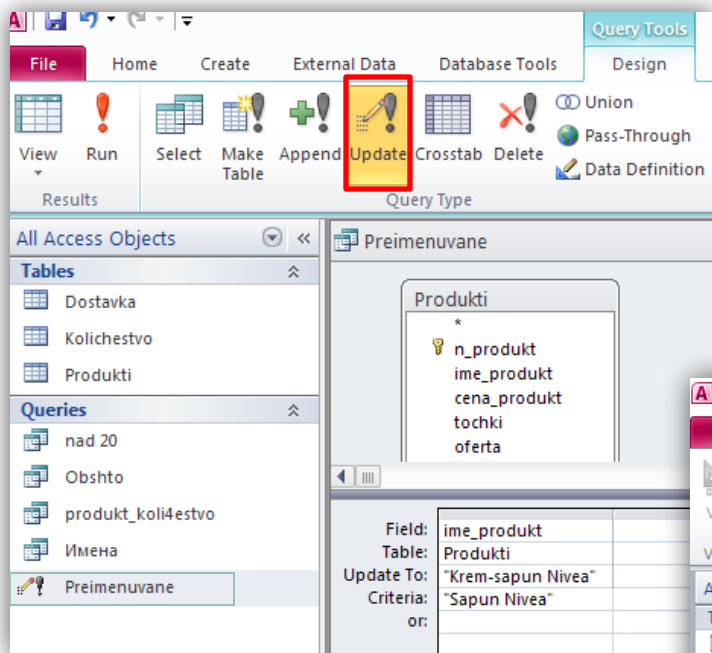 Query Tools
File Home Create External Data Database Tools Design
View Run Select Make Table Append Update Crosstab Delete
Union
Pass-Through
Data Definition
Results Query Type
All Access Objects
Tables
Dostavka
Kolichestvo
Produkti
Queries
nad 20
Obshto
produkt_koli4estvo
Имена
Preimenuvane
Preimenuvane
Produkti
*
n_produkt
ime_produkt
cena_produkt
tochki
oferta
Field: ime_produkt
Table: Produkti
Update To: "Krem-sapun Nivea"
Criteria: "Sapun Nivea"
or: